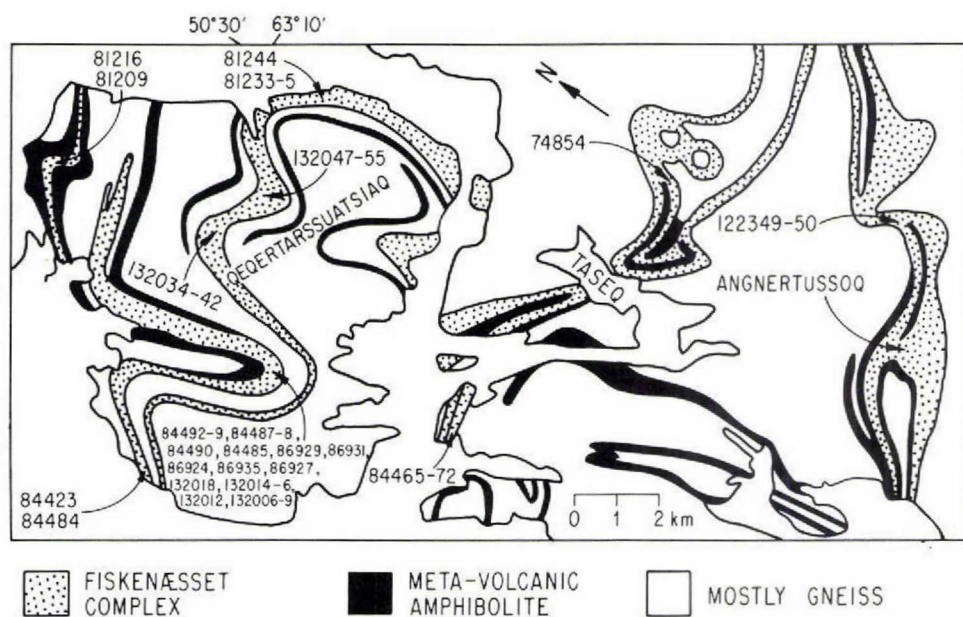 50°30' 63°10'
81216
81209
81244
81233-5
N
74854
132047-55
122349-50
QEQERTARSSUATSIAQ
132034-42
TASEQ
ANGNERTUSSOQ
84492-9, 84487-8,
84490, 84485, 86929, 86931,
86924, 86935, 86927,
132018, 132014-6,
132012, 132006-9
84465-72
84423
84484
0 1 2 km
FISKENÆSSET
COMPLEX
META-VOLCANIC
AMPHIBOLITE
MOSTLY GNEISS